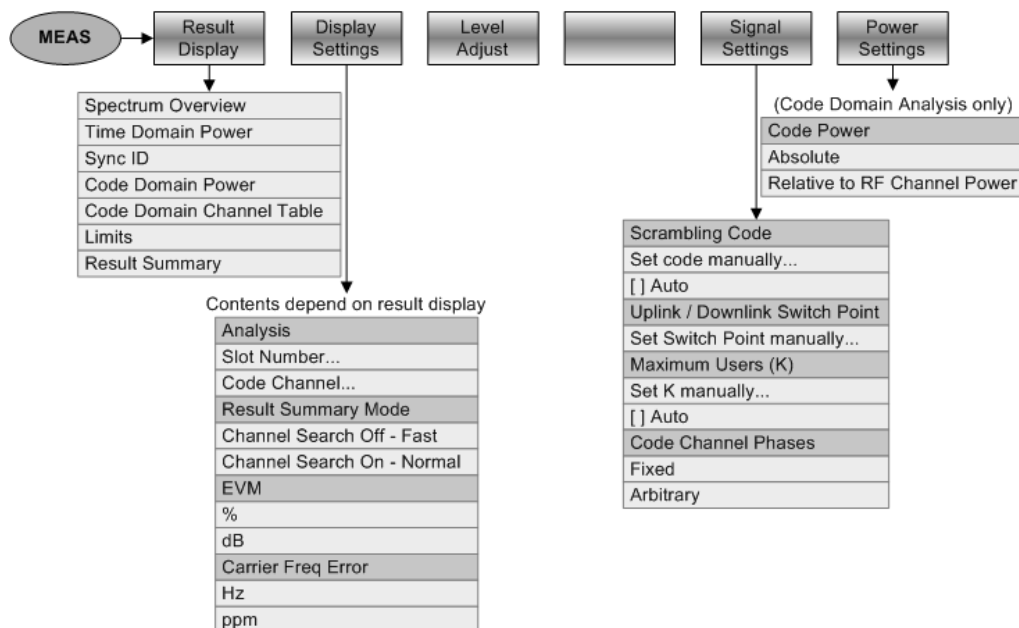 MEAS
Result
Display
Display
Settings
Level
Adjust
Signal
Settings
Power
Settings
Spectrum Overview
Time Domain Power
Sync ID
Code Domain Power
Code Domain Channel Table
Limits
Result Summary
Contents depend on result display
Analysis
Slot Number...
Code Channel...
Result Summary Mode
Channel Search Off - Fast
Channel Search On - Normal
EVM
%
dB
Carrier Freq Error
Hz
ppm
Scrambling Code
Set code manually...
[ ] Auto
Uplink / Downlink Switch Point
Set Switch Point manually...
Maximum Users (K)
Set K manually...
[ ] Auto
Code Channel Phases
Fixed
Arbitrary
(Code Domain Analysis only)
Code Power
Absolute
Relative to RF Channel Power